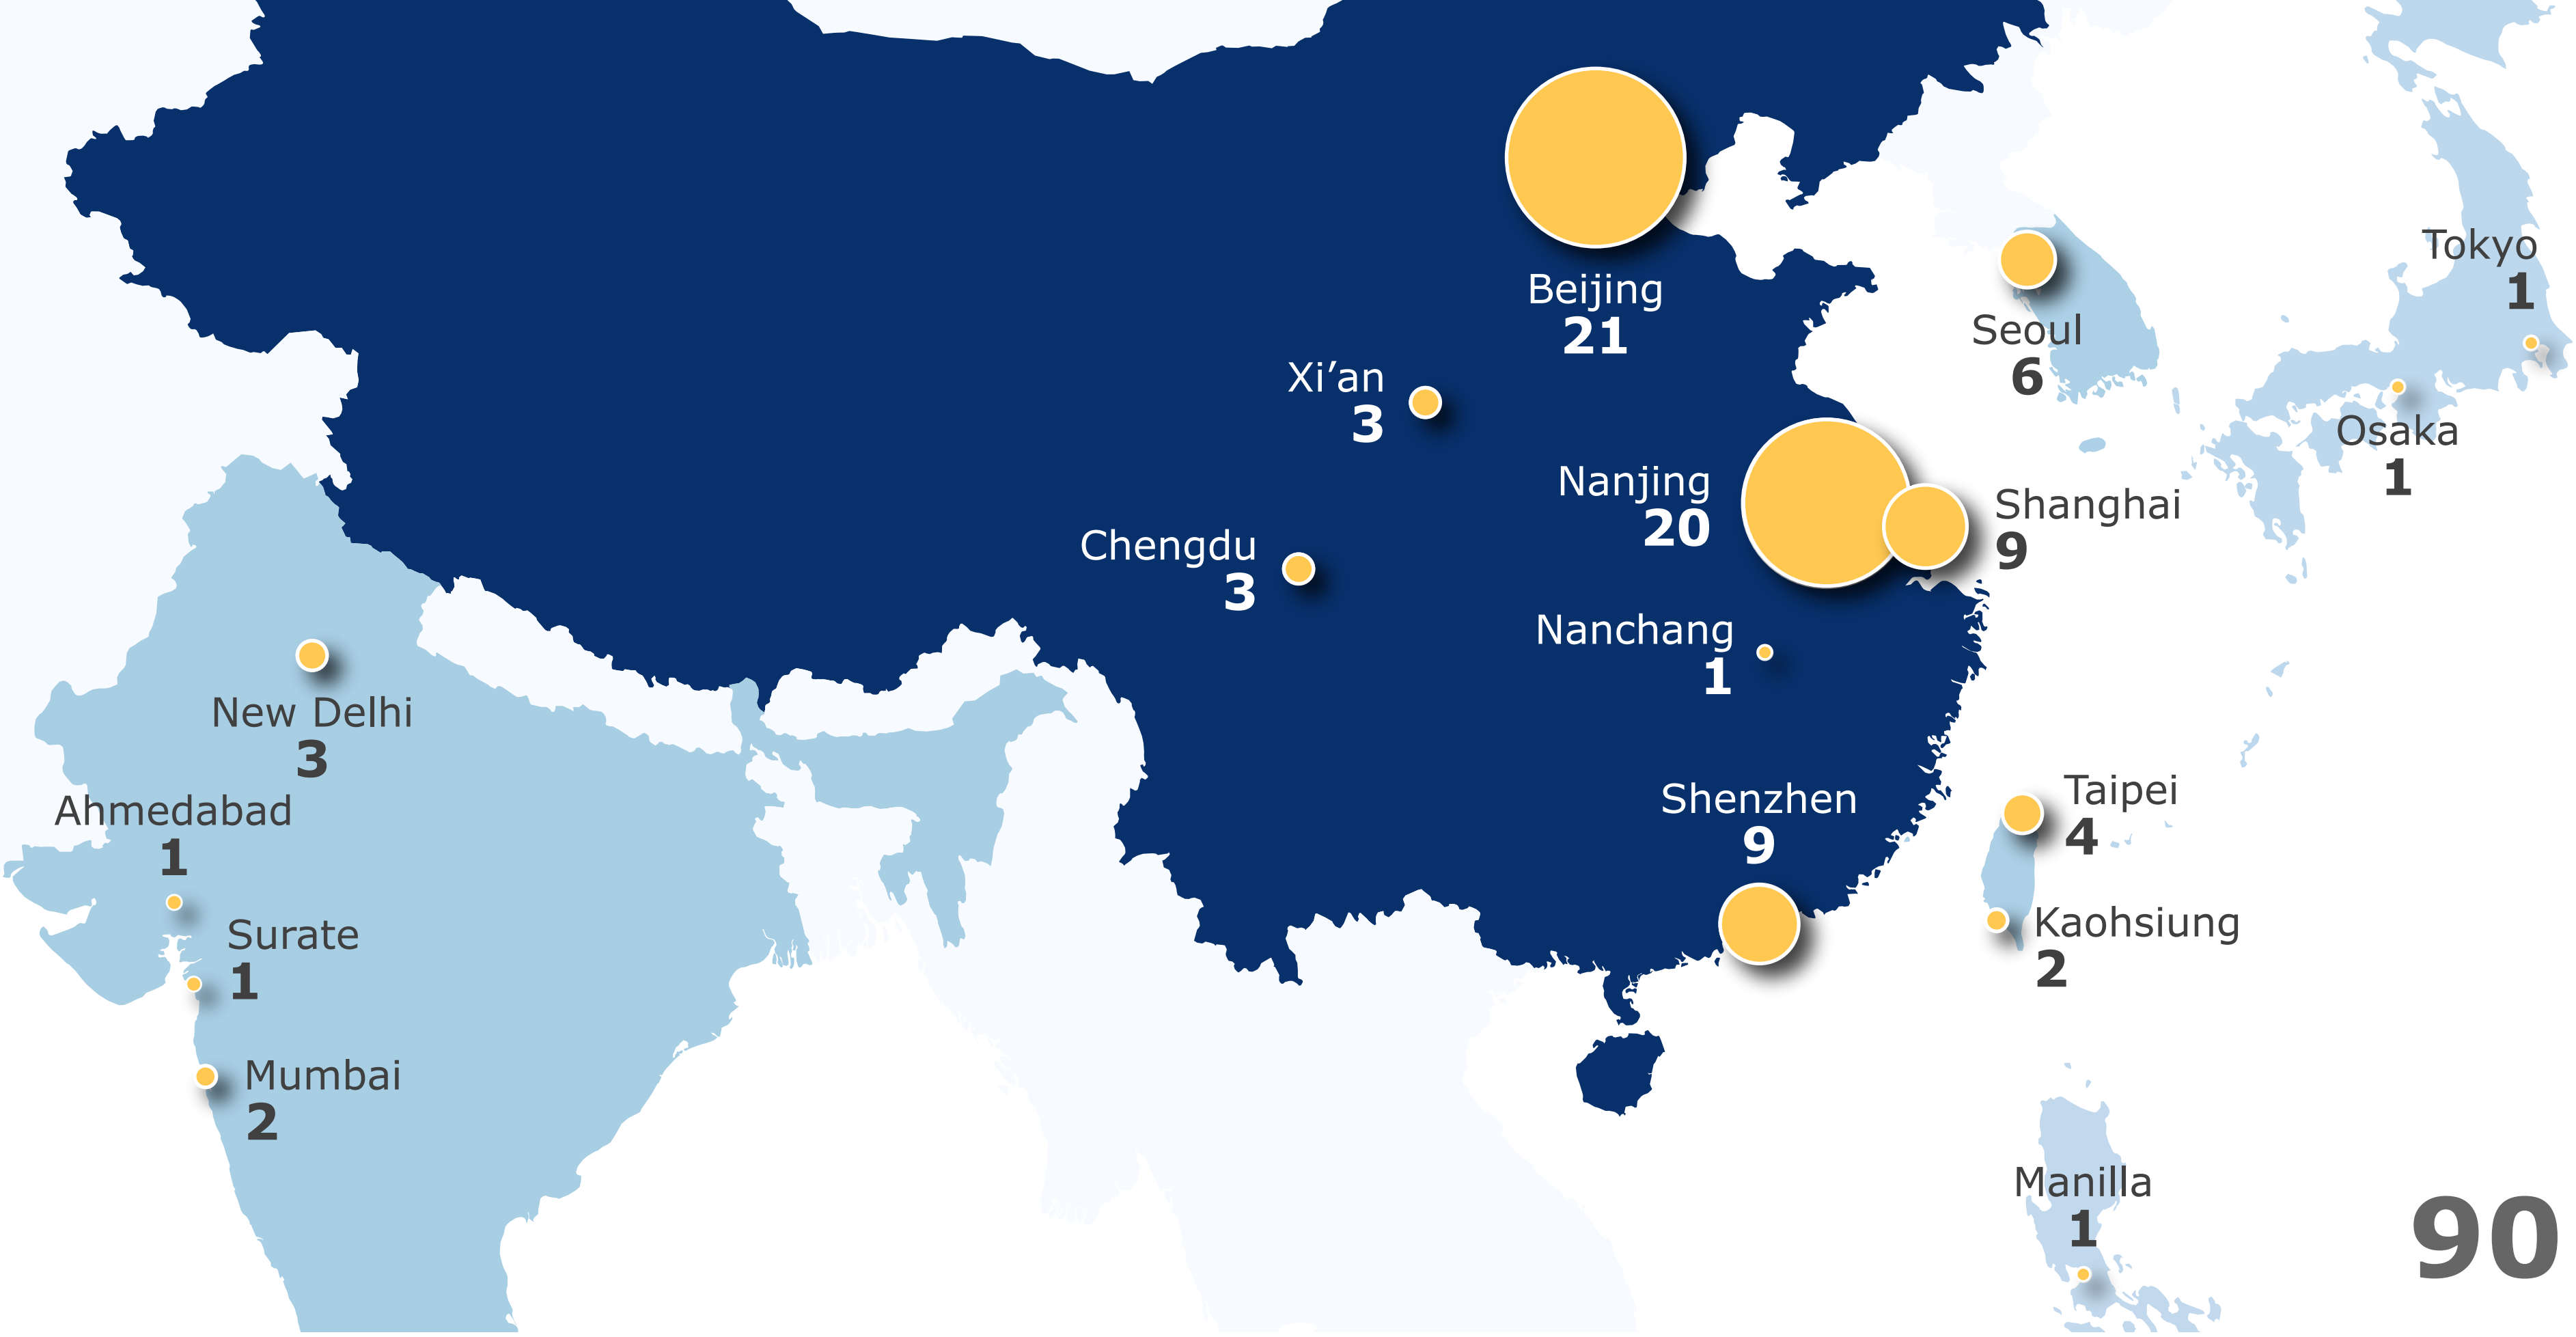 Beijing
21
Tokyo
1
Seoul
6
Xi’an
3
Osaka
1
Nanjing
20
Shanghai
9
Chengdu
3
Nanchang
1
New Delhi
3
Ahmedabad
1
Shenzhen
9
Taipei
4
Surate
1
Kaohsiung
2
Mumbai
2
Manilla
1
90